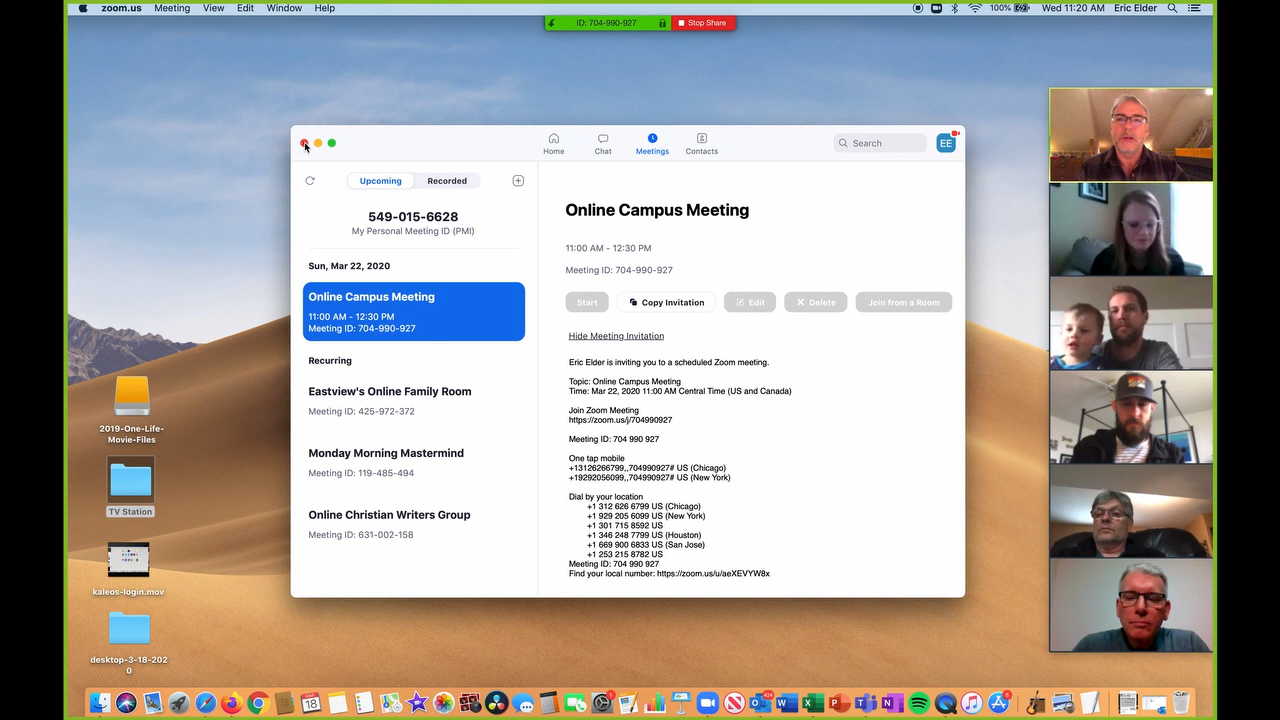 zoom.us Meeting View Edit Window Help
100% Wed 11:20 AM Eric Elder
ID: 704-990-927 Stop Share
Home Chat Meetings Contacts
Search
EE
Upcoming Recorded
549-015-6628
My Personal Meeting ID (PMI)
Sun, Mar 22, 2020
Online Campus Meeting
11:00 AM - 12:30 PM
Meeting ID: 704-990-927
Recurring
Eastview's Online Family Room
Meeting ID: 425-972-372
Monday Morning Mastermind
Meeting ID: 119-485-494
Online Christian Writers Group
Meeting ID: 631-002-158
Online Campus Meeting
11:00 AM - 12:30 PM
Meeting ID: 704-990-927
Start Copy Invitation Edit Delete Join from a Room
Hide Meeting Invitation
Eric Elder is inviting you to a scheduled Zoom meeting.
Topic: Online Campus Meeting
Time: Mar 22, 2020 11:00 AM Central Time (US and Canada)
Join Zoom Meeting
https://zoom.us/j/704990927
Meeting ID: 704 990 927
One tap mobile
+13126266799,,704990927# US (Chicago)
+19292056099,,704990927# US (New York)
Dial by your location
+1 312 626 6799 US (Chicago)
+1 929 205 6099 US (New York)
+1 301 715 8592 US
+1 346 248 7799 US (Houston)
+1 669 900 6833 US (San Jose)
+1 253 215 8782 US
Meeting ID: 704 990 927
Find your local number: https://zoom.us/u/aeXEVYW8x
2019-One-Life-
Movie-Files
TV Station
kaleos-login.mov
desktop-3-18-202
0
18